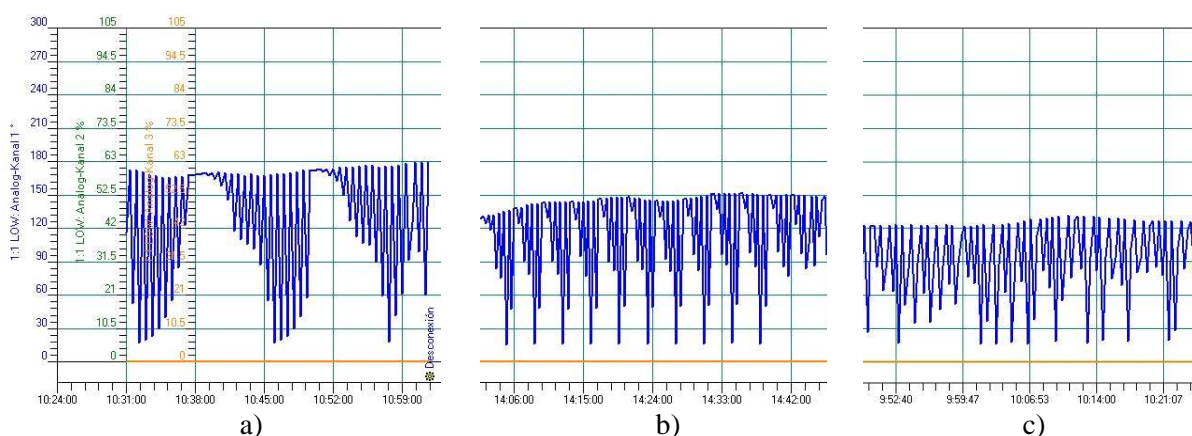 300 105 105
270 94.5 94.5
240 84 84
210 73.5 73.5
180 63 63
150 52.5
120 42
90 31.5
60 21 21
30 10.5 10.5
0 0 0
1:1 LOW: Analog-Kanal 1 °
1:1 LOW: Analog-Kanal 2 %
Analog-Kanal 3 %
Desconexión
10:24:00 10:31:00 10:38:00 10:45:00 10:52:00 10:59:00
14:06:00 14:15:00 14:24:00 14:33:00 14:42:00
9:52:40 9:59:47 10:06:53 10:14:00 10:21:07
a) b) c)